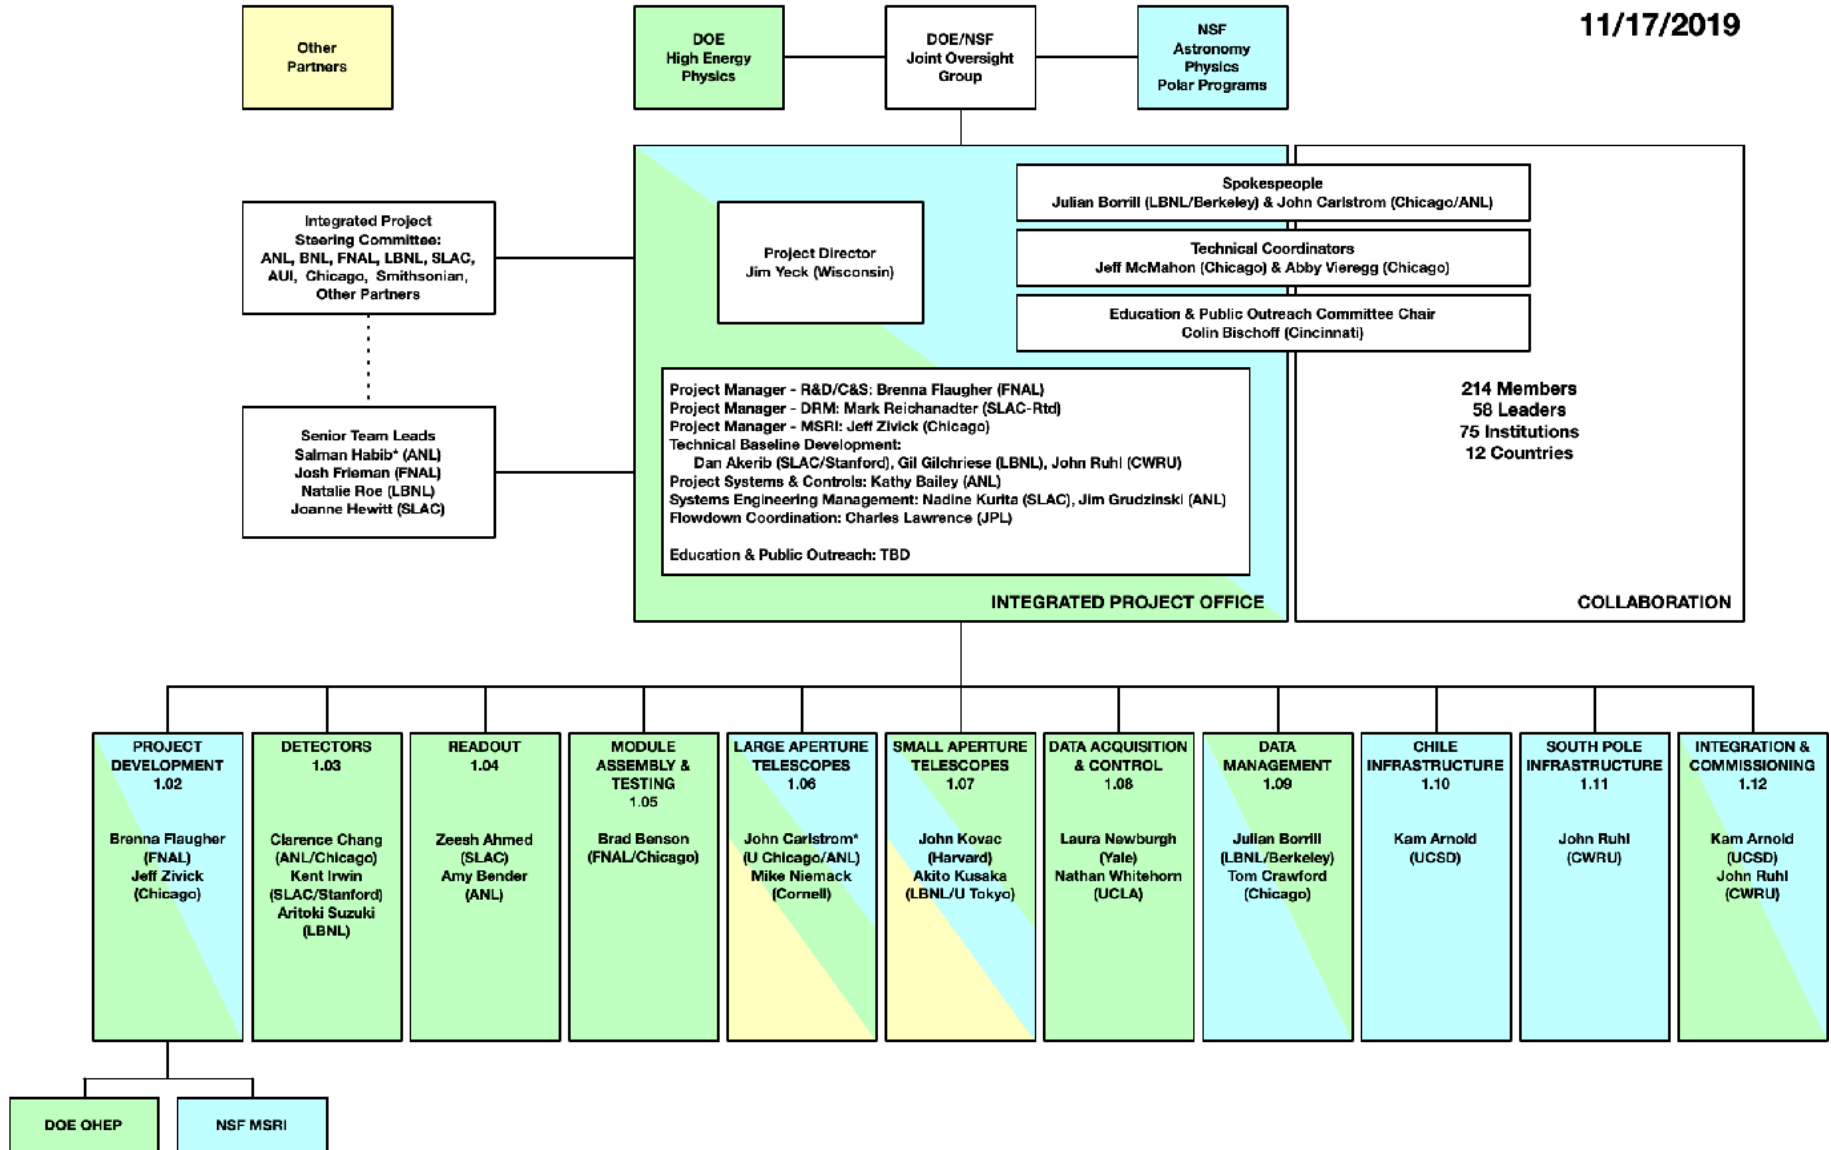 11/17/2019
Other
Partners
DOE
High Energy
Physics
DOE/NSF
Joint Oversight
Group
NSF
Astronomy
Physics
Polar Programs
Integrated Project
Steering Committee:
ANL, BNL, FNAL, LBNL, SLAC,
AUI, Chicago, Smithsonian,
Other Partners
Senior Team Leads
Salman Habib* (ANL)
Josh Frieman (FNAL)
Natalie Roe (LBNL)
Joanne Hewitt (SLAC)
Project Director
Jim Yeck (Wisconsin)
Spokespeople
Julian Borrill (LBNL/Berkeley) & John Carlstrom (Chicago/ANL)
Technical Coordinators
Jeff McMahon (Chicago) & Abby Vieregg (Chicago)
Education & Public Outreach Committee Chair
Colin Bischoff (Cincinnati)
Project Manager - R&D/C&S: Brenna Flaugher (FNAL)
Project Manager - DRM: Mark Reichanadter (SLAC-Rtd)
Project Manager - MSRI: Jeff Zivick (Chicago)
Technical Baseline Development:
Dan Akerib (SLAC/Stanford), Gil Gilchriese (LBNL), John Ruhl (CWRU)
Project Systems & Controls: Kathy Bailey (ANL)
Systems Engineering Management: Nadine Kurita (SLAC), Jim Grudzinski (ANL)
Flowdown Coordination: Charles Lawrence (JPL)
Education & Public Outreach: TBD
INTEGRATED PROJECT OFFICE
214 Members
58 Leaders
75 Institutions
12 Countries
COLLABORATION
PROJECT
DEVELOPMENT
1.02
Brenna Flaugher
(FNAL)
Jeff Zivick
(Chicago)
DETECTORS
1.03
Clarence Chang
(ANL/Chicago)
Kent Irwin
(SLAC/Stanford)
Aritoki Suzuki
(LBNL)
READOUT
1.04
Zeesh Ahmed
(SLAC)
Amy Bender
(ANL)
MODULE
ASSEMBLY &
TESTING
1.05
Brad Benson
(FNAL/Chicago)
LARGE APERTURE
TELESCOPES
1.06
John Carlstrom*
(U Chicago/ANL)
Mike Niemack
(Cornell)
SMALL APERTURE
TELESCOPES
1.07
John Kovac
(Harvard)
Akito Kusaka
(LBNL/U Tokyo)
DATA ACQUISITION
& CONTROL
1.08
Laura Newburgh
(Yale)
Nathan Whitehorn
(UCLA)
DATA
MANAGEMENT
1.09
Julian Borrill
(LBNL/Berkeley)
Tom Crawford
(Chicago)
CHILE
INFRASTRUCTURE
1.10
Kam Arnold
(UCSD)
SOUTH POLE
INFRASTRUCTURE
1.11
John Ruhl
(CWRU)
INTEGRATION &
COMMISSIONING
1.12
Kam Arnold
(UCSD)
John Ruhl
(CWRU)
DOE OHEP
NSF MSRI